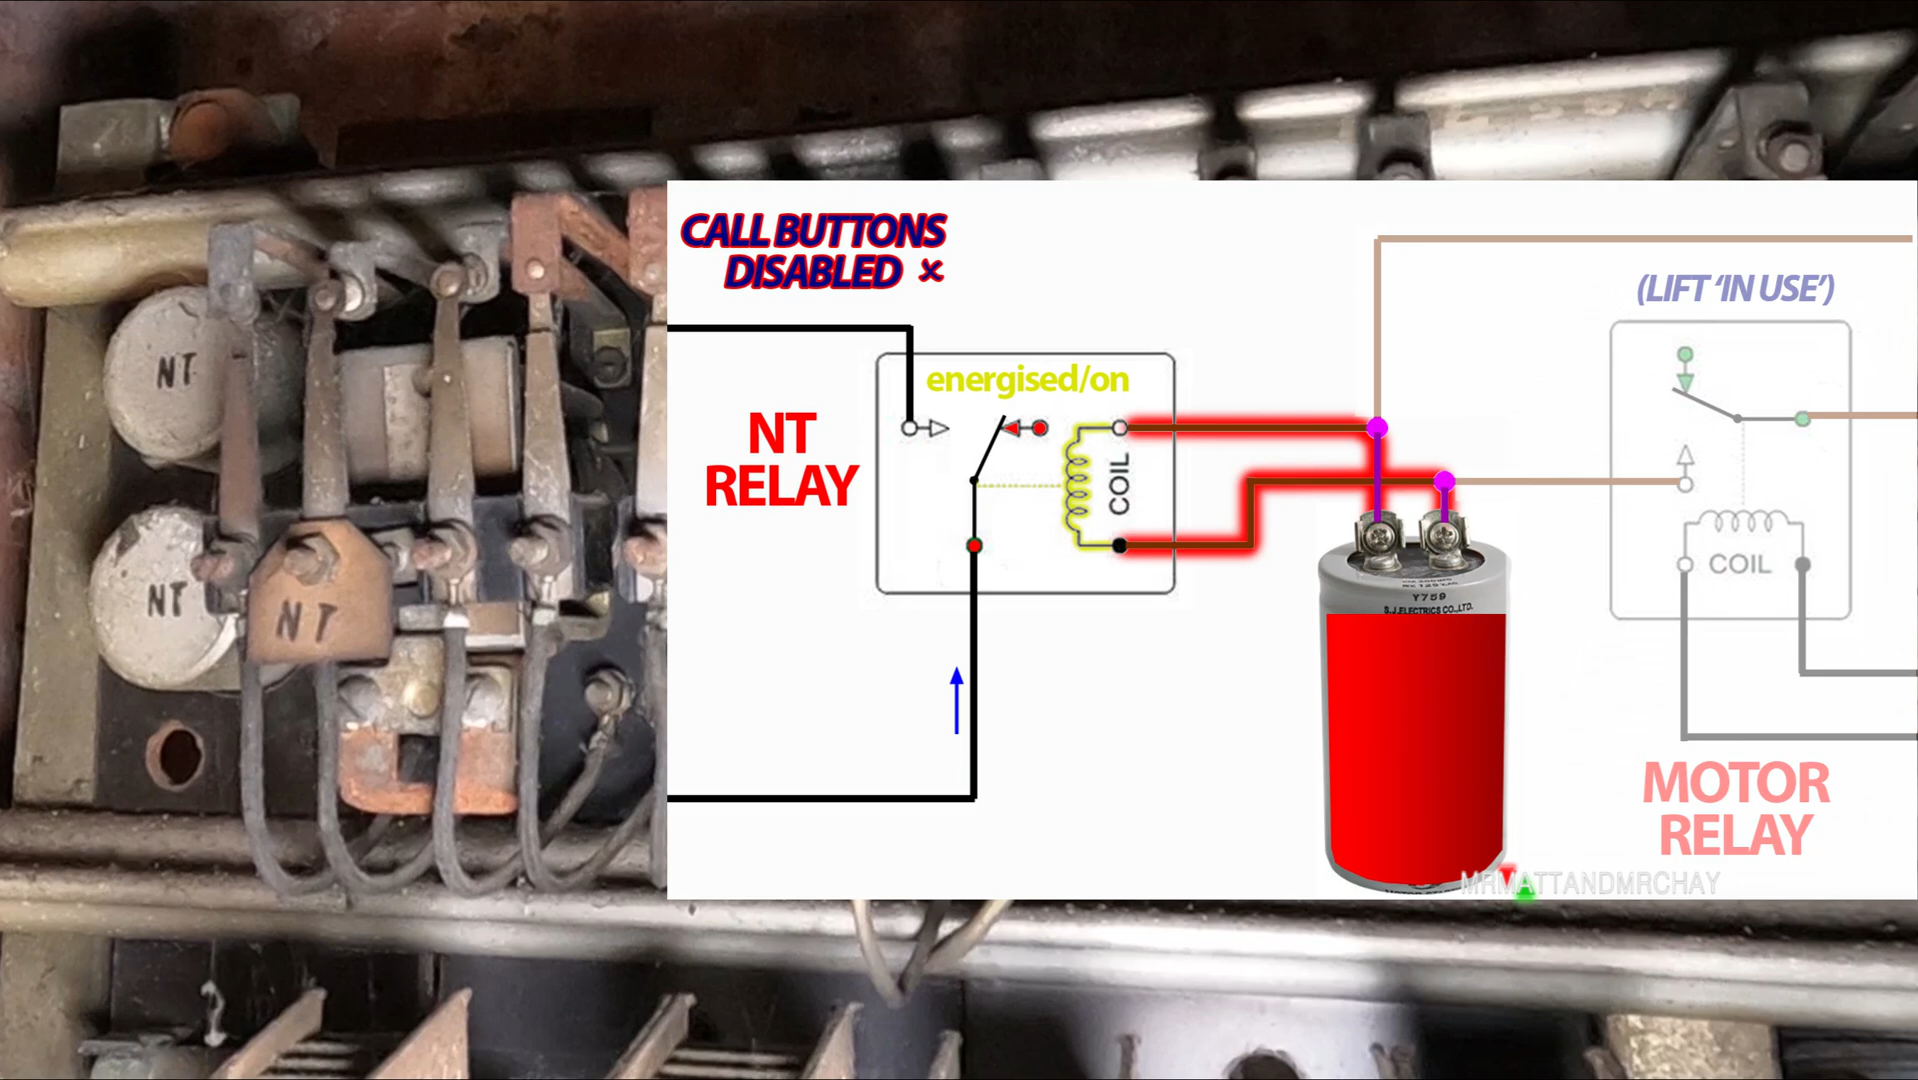 CALL BUTTONS
DISABLED ×
(LIFT ‘IN USE’)
energised/on
NT
RELAY
COIL
COIL
Y759
S.J.ELECTRICS CO.,LTD.
MOTOR
RELAY
MRMATTANDMRCHAY
NT
NT
NT